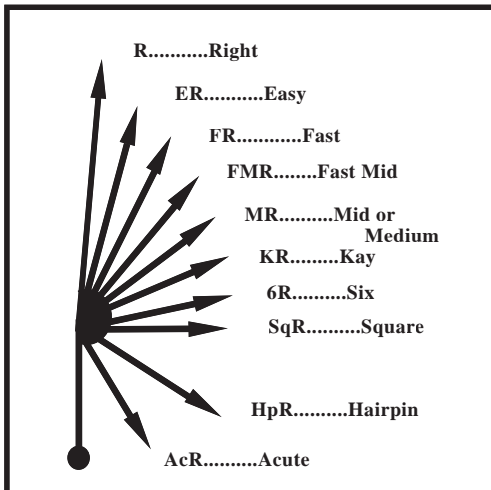 R...........Right
ER...........Easy
FR............Fast
FMR........Fast Mid
MR..........Mid or
Medium
KR.........Kay
6R..........Six
SqR..........Square
HpR..........Hairpin
AcR..........Acute